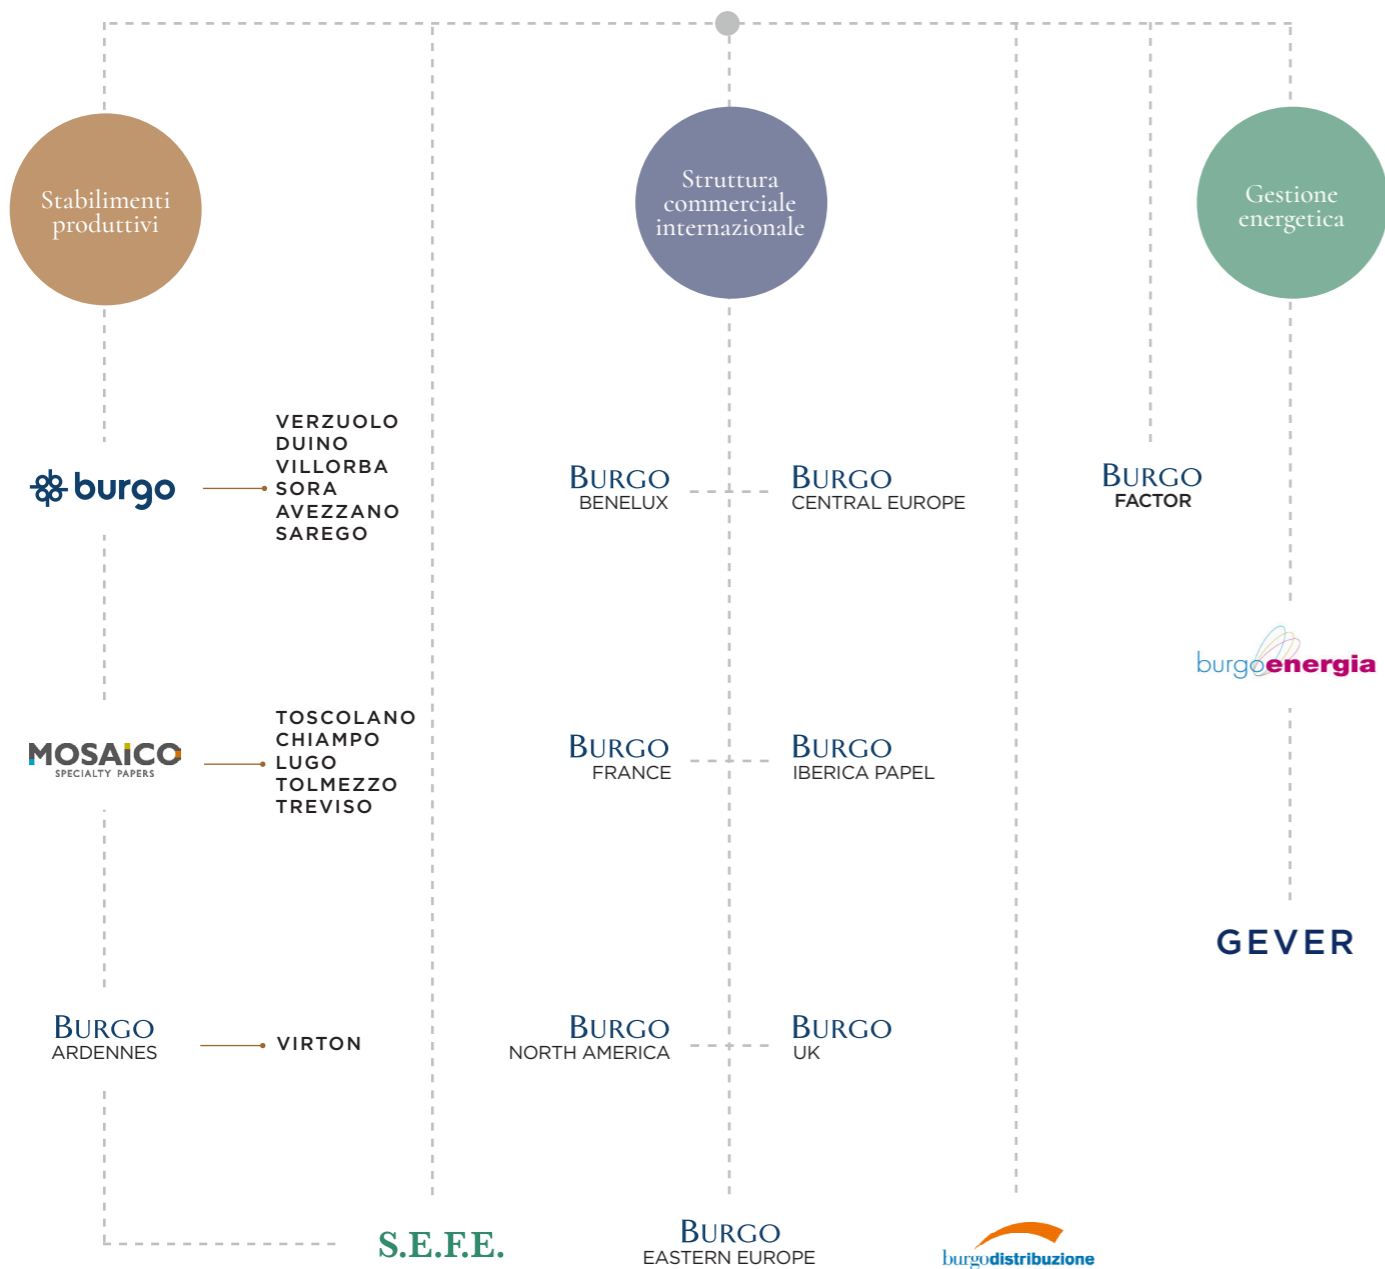 Stabilimenti
produttivi
Struttura
commerciale
internazionale
Gestione
energetica
burgo
VERZUOLO
DUINO
VILLORBA
SORA
AVEZZANO
SAREGO
BURGO
BENELUX
BURGO
CENTRAL EUROPE
BURGO
FACTOR
burgoenergia
MOSAiCO
SPECIALTY PAPERS
TOSCOLANO
CHIAMPO
LUGO
TOLMEZZO
TREVISO
BURGO
FRANCE
BURGO
IBERICA PAPEL
GEVER
BURGO
ARDENNES
VIRTON
BURGO
NORTH AMERICA
BURGO
UK
S.E.F.E.
BURGO
EASTERN EUROPE
burgodistribuzione